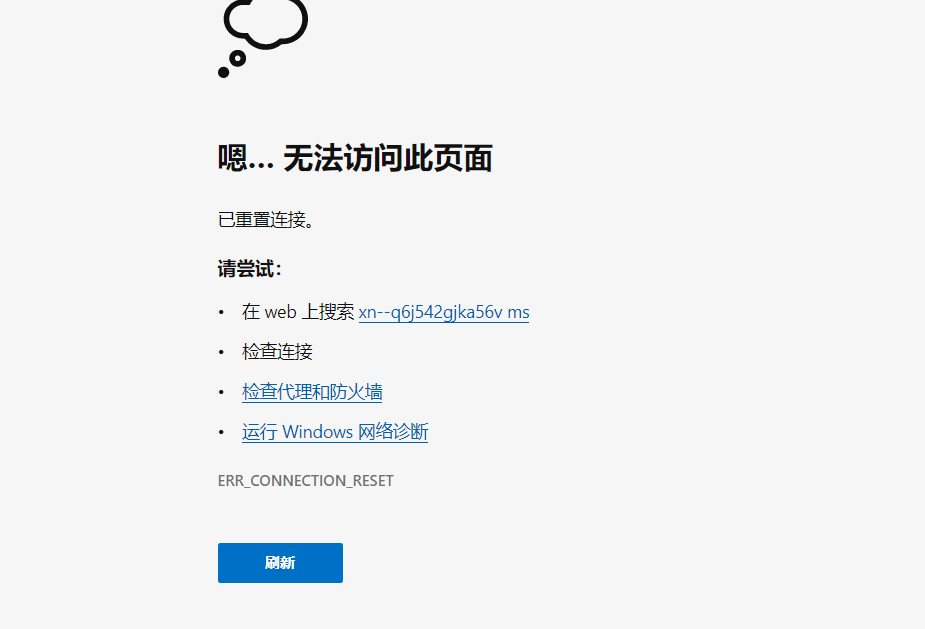 嗯… 无法访问此页面
已重置连接。
请尝试：
• 在 web 上搜索 xn--q6j542gjka56v ms
• 检查连接
• 检查代理和防火墙
• 运行 Windows 网络诊断
ERR_CONNECTION_RESET
刷新